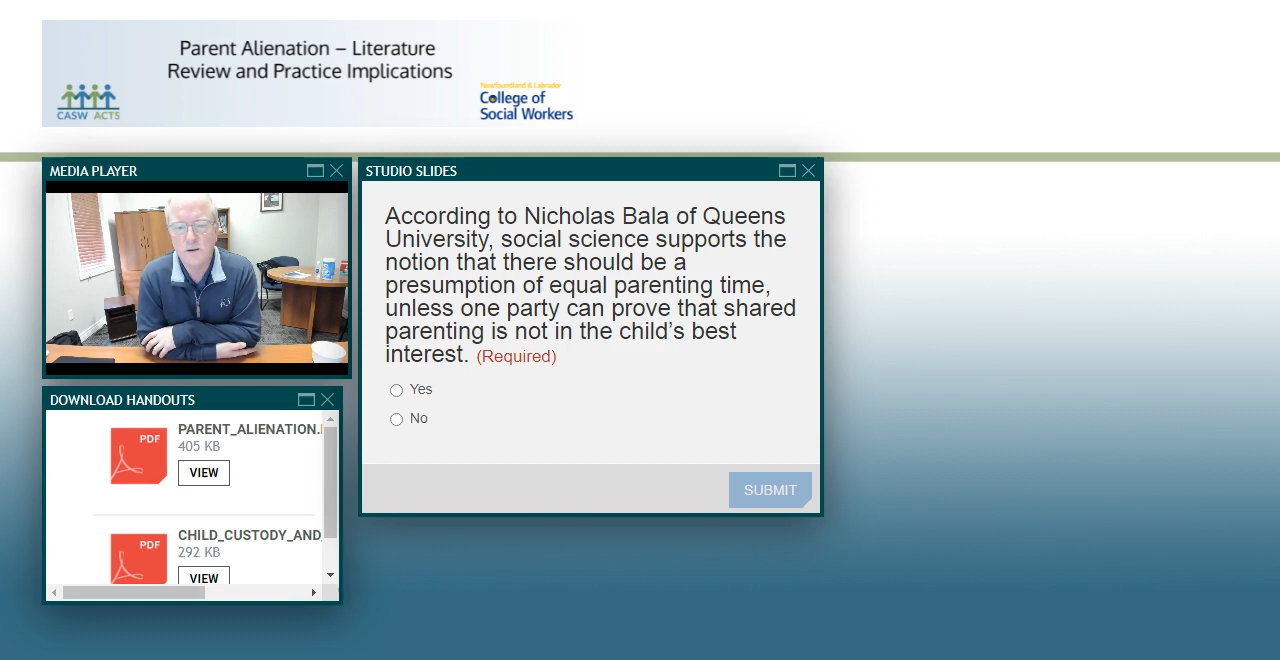 Parent Alienation – Literature
Review and Practice Implications
CASW ACTS
Newfoundland & Labrador
College of
Social Workers
MEDIA PLAYER
STUDIO SLIDES
According to Nicholas Bala of Queens
University, social science supports the
notion that there should be a
presumption of equal parenting time,
unless one party can prove that shared
parenting is not in the child’s best
interest. (Required)
Yes
No
SUBMIT
DOWNLOAD HANDOUTS
PDF
PARENT_ALIENATION.
405 KB
VIEW
PDF
CHILD_CUSTODY_AND_
292 KB
VIEW